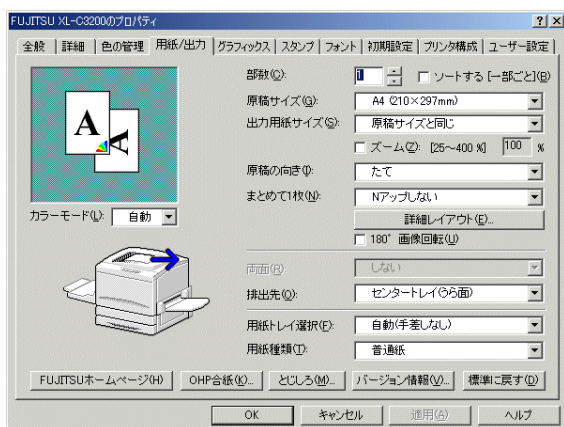 FUJITSU XL-C3200のプロパティ
全般 詳細 色の管理 用紙/出力 グラフィックス スタンプ フォント 初期設定 プリンタ構成 ユーザー設定
部数(C): 1 ソートする [一部ごと](B)
原稿サイズ(G): A4 (210×297mm)
出力用紙サイズ(S): 原稿サイズと同じ
ズーム(Z): [25～400 %] 100 %
原稿の向き(I): たて
まとめて1枚(N): Nアップしない
カラーモード(L): 自動
詳細レイアウト(E)...
180° 画像回転(U)
両面(R): しない
排出先(O): センタートレイ(うら面)
用紙トレイ選択(F): 自動(手差しなし)
用紙種類(T): 普通紙
FUJITSUホームページ(H) OHP合紙(K)... とじしろ(M)... バージョン情報(V)... 標準に戻す(D)
OK キャンセル 適用(A) ヘルプ
A
A